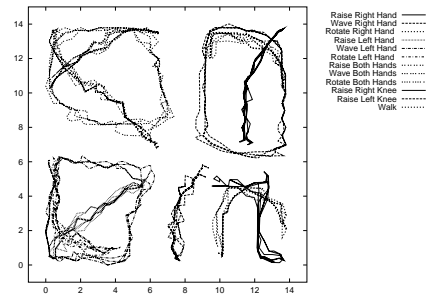 Raise Right Hand
Wave Right Hand
Rotate Right Hand
Raise Left Hand
Wave Left Hand
Rotate Left Hand
Raise Both Hands
Wave Both Hands
Rotate Both Hands
Raise Right Knee
Raise Left Knee
Walk
14
12
10
8
6
4
2
0
0 2 4 6 8 10 12 14